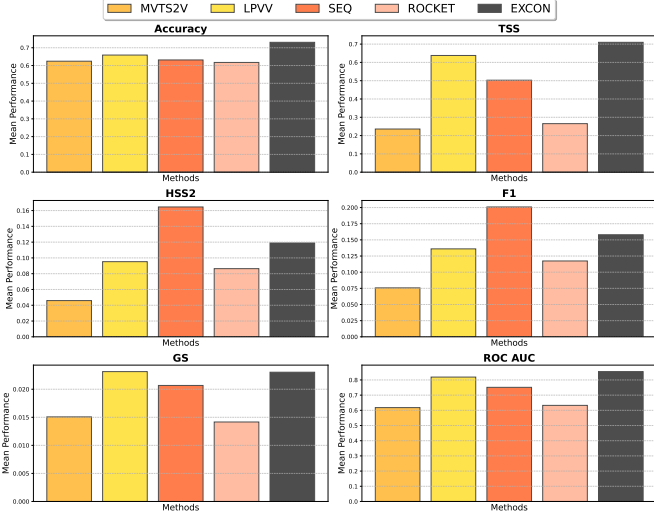 MVTS2V LPVV SEQ ROCKET EXCON
Accuracy
Mean Performance
0.7
0.6
0.5
0.4
0.3
0.2
0.1
0.0
Methods
TSS
Mean Performance
0.7
0.6
0.5
0.4
0.3
0.2
0.1
0.0
Methods
HSS2
Mean Performance
0.16
0.14
0.12
0.10
0.08
0.06
0.04
0.02
0.00
Methods
F1
Mean Performance
0.200
0.175
0.150
0.125
0.100
0.075
0.050
0.025
0.000
Methods
GS
Mean Performance
0.020
0.015
0.010
0.005
0.000
Methods
ROC AUC
Mean Performance
0.8
0.7
0.6
0.5
0.4
0.3
0.2
0.1
0.0
Methods